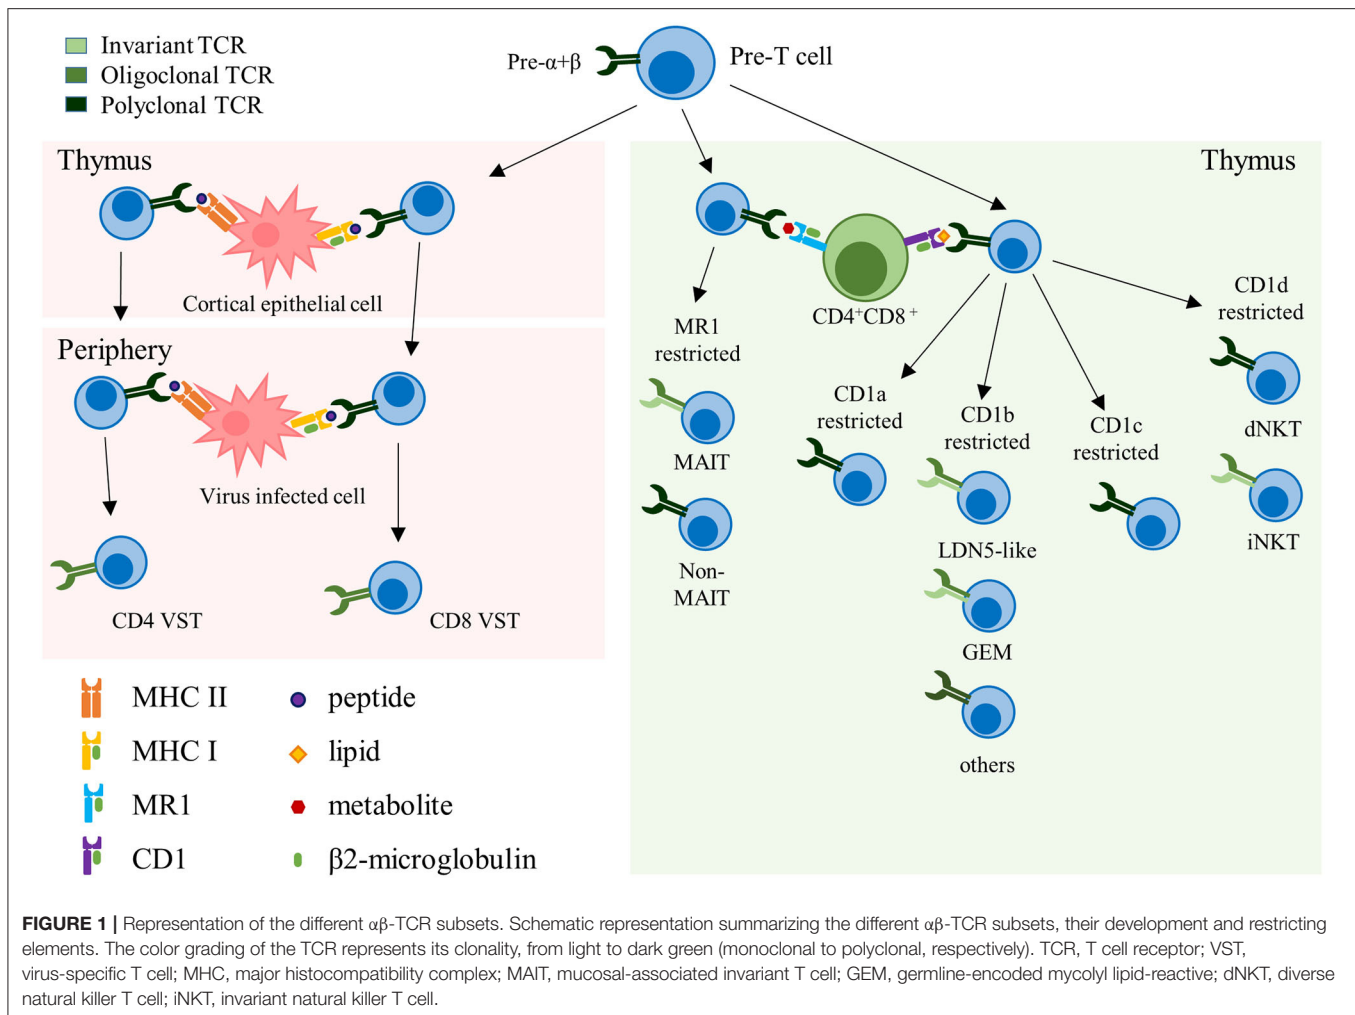 Invariant TCR
Oligoclonal TCR
Polyclonal TCR
Pre-α+β
Pre-T cell
Thymus
Cortical epithelial cell
Periphery
Virus infected cell
CD4 VST
CD8 VST
Thymus
CD4⁺CD8⁺
MR1
restricted
MAIT
Non-
MAIT
CD1a
restricted
CD1b
restricted
LDN5-like
GEM
others
CD1c
restricted
CD1d
restricted
dNKT
iNKT
MHC II
peptide
MHC I
lipid
MR1
metabolite
CD1
β2-microglobulin
FIGURE 1 | Representation of the different αβ-TCR subsets. Schematic representation summarizing the different αβ-TCR subsets, their development and restricting
elements. The color grading of the TCR represents its clonality, from light to dark green (monoclonal to polyclonal, respectively). TCR, T cell receptor; VST,
virus-specific T cell; MHC, major histocompatibility complex; MAIT, mucosal-associated invariant T cell; GEM, germline-encoded mycolyl lipid-reactive; dNKT, diverse
natural killer T cell; iNKT, invariant natural killer T cell.